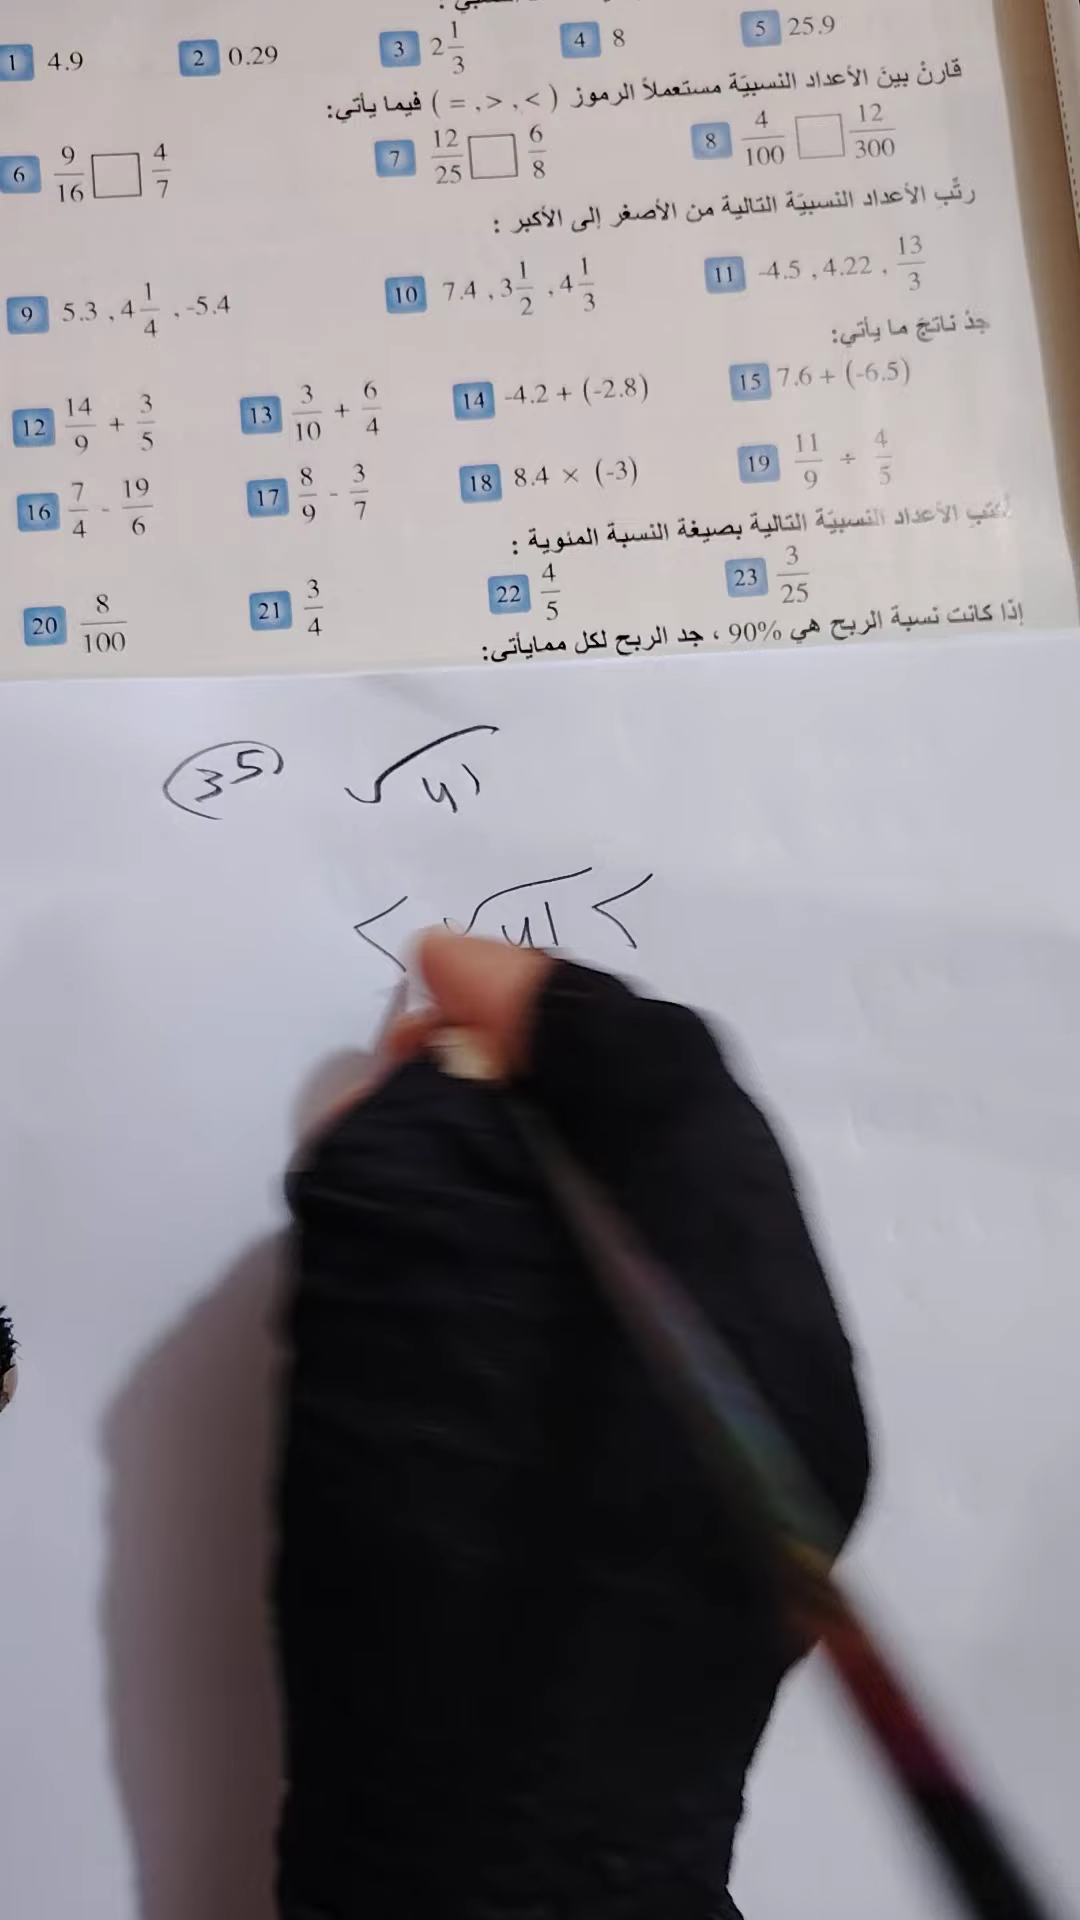 1 4.9 2 0.29 3 2 1/3 4 8 5 25.9
قارنْ بينَ الأعداد النسبيّة مستعملاً الرموز ( < , > , = ) فيما يأتي:
6 9/16 □ 4/7 7 12/25 □ 6/8 8 4/100 □ 12/300
رتِّب الأعداد النسبيّة التالية من الأصغر إلى الأكبر :
9 5.3 , 4 1/4 , -5.4 10 7.4 , 3 1/2 , 4 1/3 11 -4.5 , 4.22 , 13/3
جدْ ناتجَ ما يأتي:
12 14/9 + 3/5 13 3/10 + 6/4 14 -4.2 + (-2.8) 15 7.6 + (-6.5)
16 7/4 - 19/6 17 8/9 - 3/7 18 8.4 × (-3) 19 11/9 ÷ 4/5
أكتب الأعداد النسبيّة التالية بصيغة النسبة المئوية :
20 8/100 21 3/4 22 4/5 23 3/25
إذا كانت نسبة الربح هي 90% ، جد الربح لكل ممايأتي:
35 √41
< √41 <